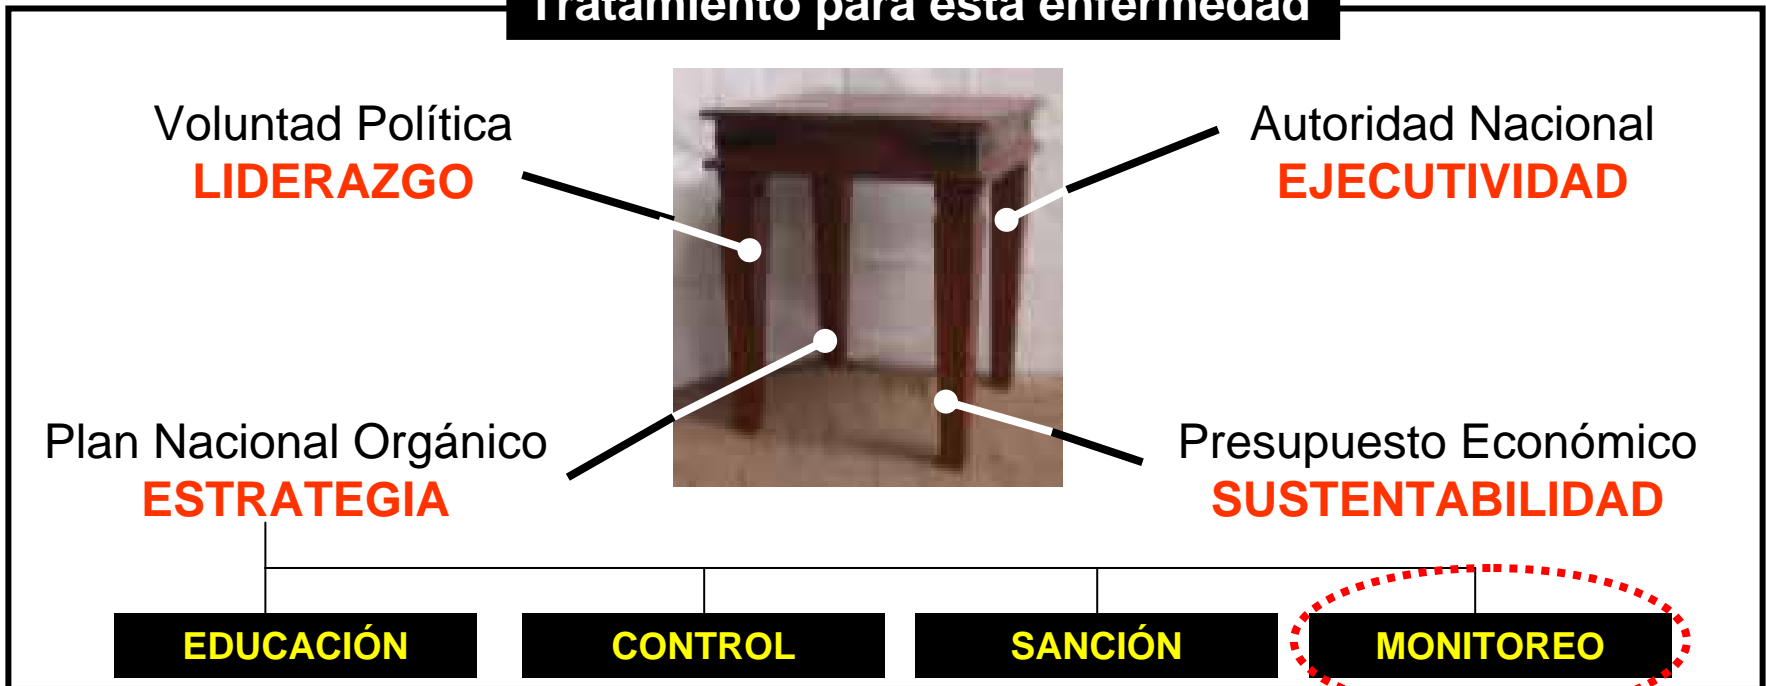 Tratamiento para esta enfermedad
Voluntad Política
LIDERAZGO
Autoridad Nacional
EJECUTIVIDAD
Plan Nacional Orgánico
ESTRATEGIA
Presupuesto Económico
SUSTENTABILIDAD
EDUCACIÓN
CONTROL
SANCIÓN
MONITOREO